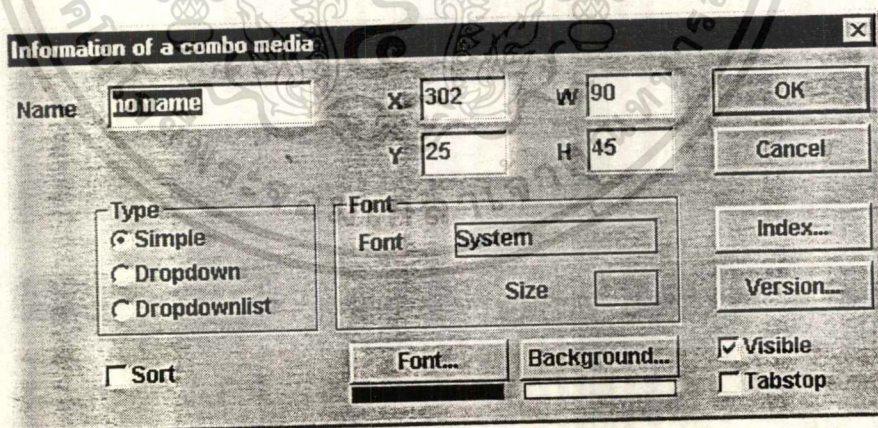 Information of a combo media
Name no name X 302 W 90 OK
Y 25 H 45 Cancel
Type Font
Simple Font System Index...
Dropdown Size Version...
Dropdownlist
Sort Font... Background... Visible
Tabstop